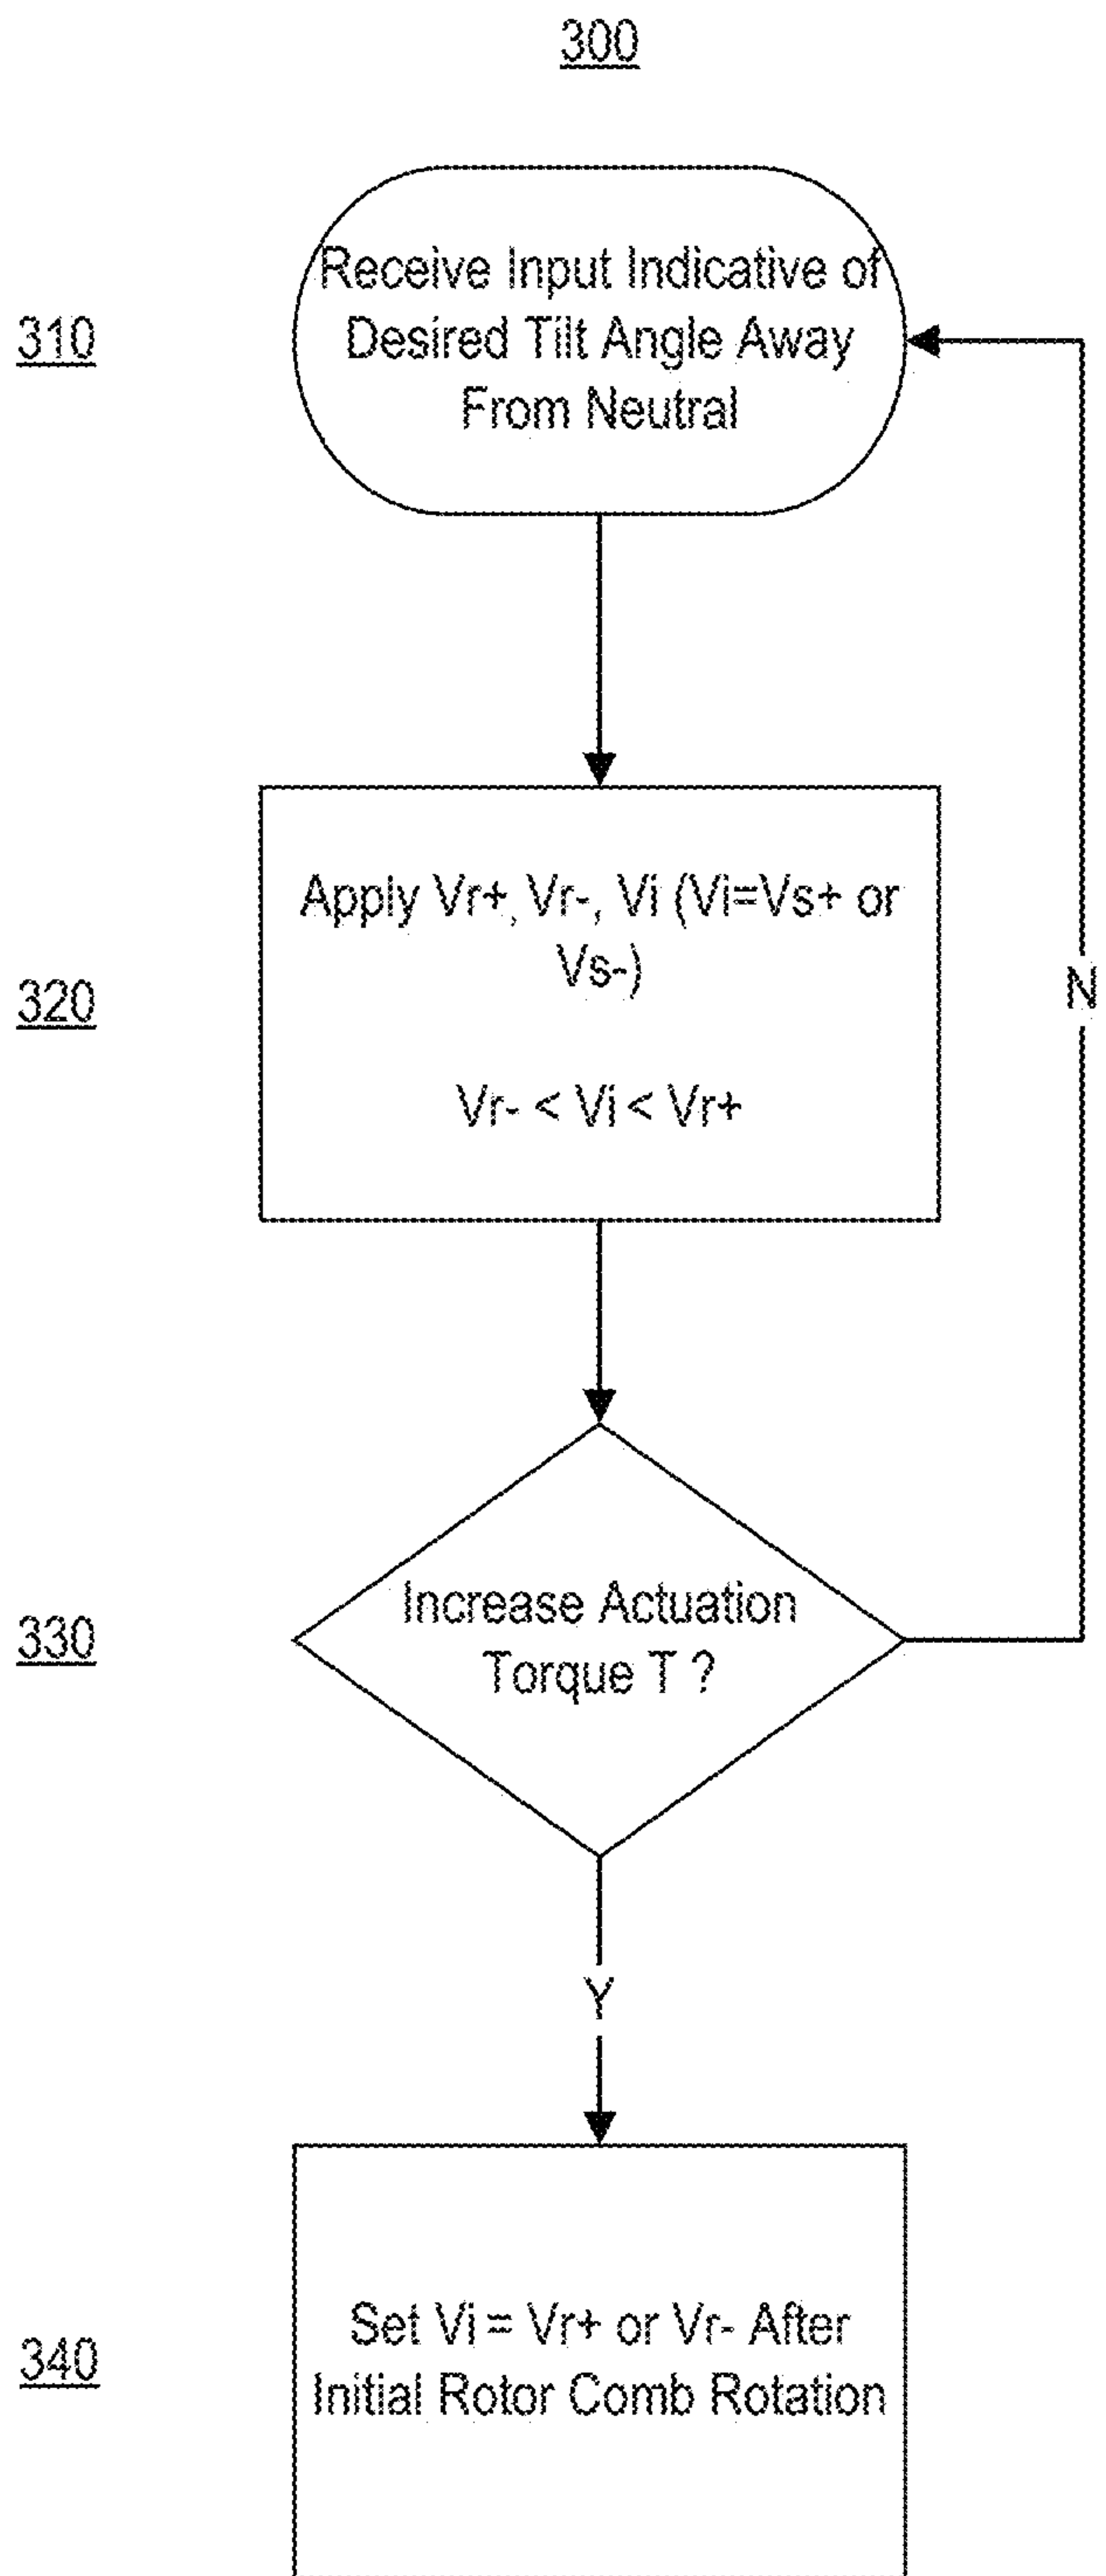 300
310
Receive Input Indicative of
Desired Tilt Angle Away
From Neutral
320
Apply Vr+, Vr-, Vi (Vi=Vs+ or
Vs-)
Vr- < Vi < Vr+
N
330
Increase Actuation
Torque T ?
Y
340
Set Vi = Vr+ or Vr- After
Initial Rotor Comb Rotation